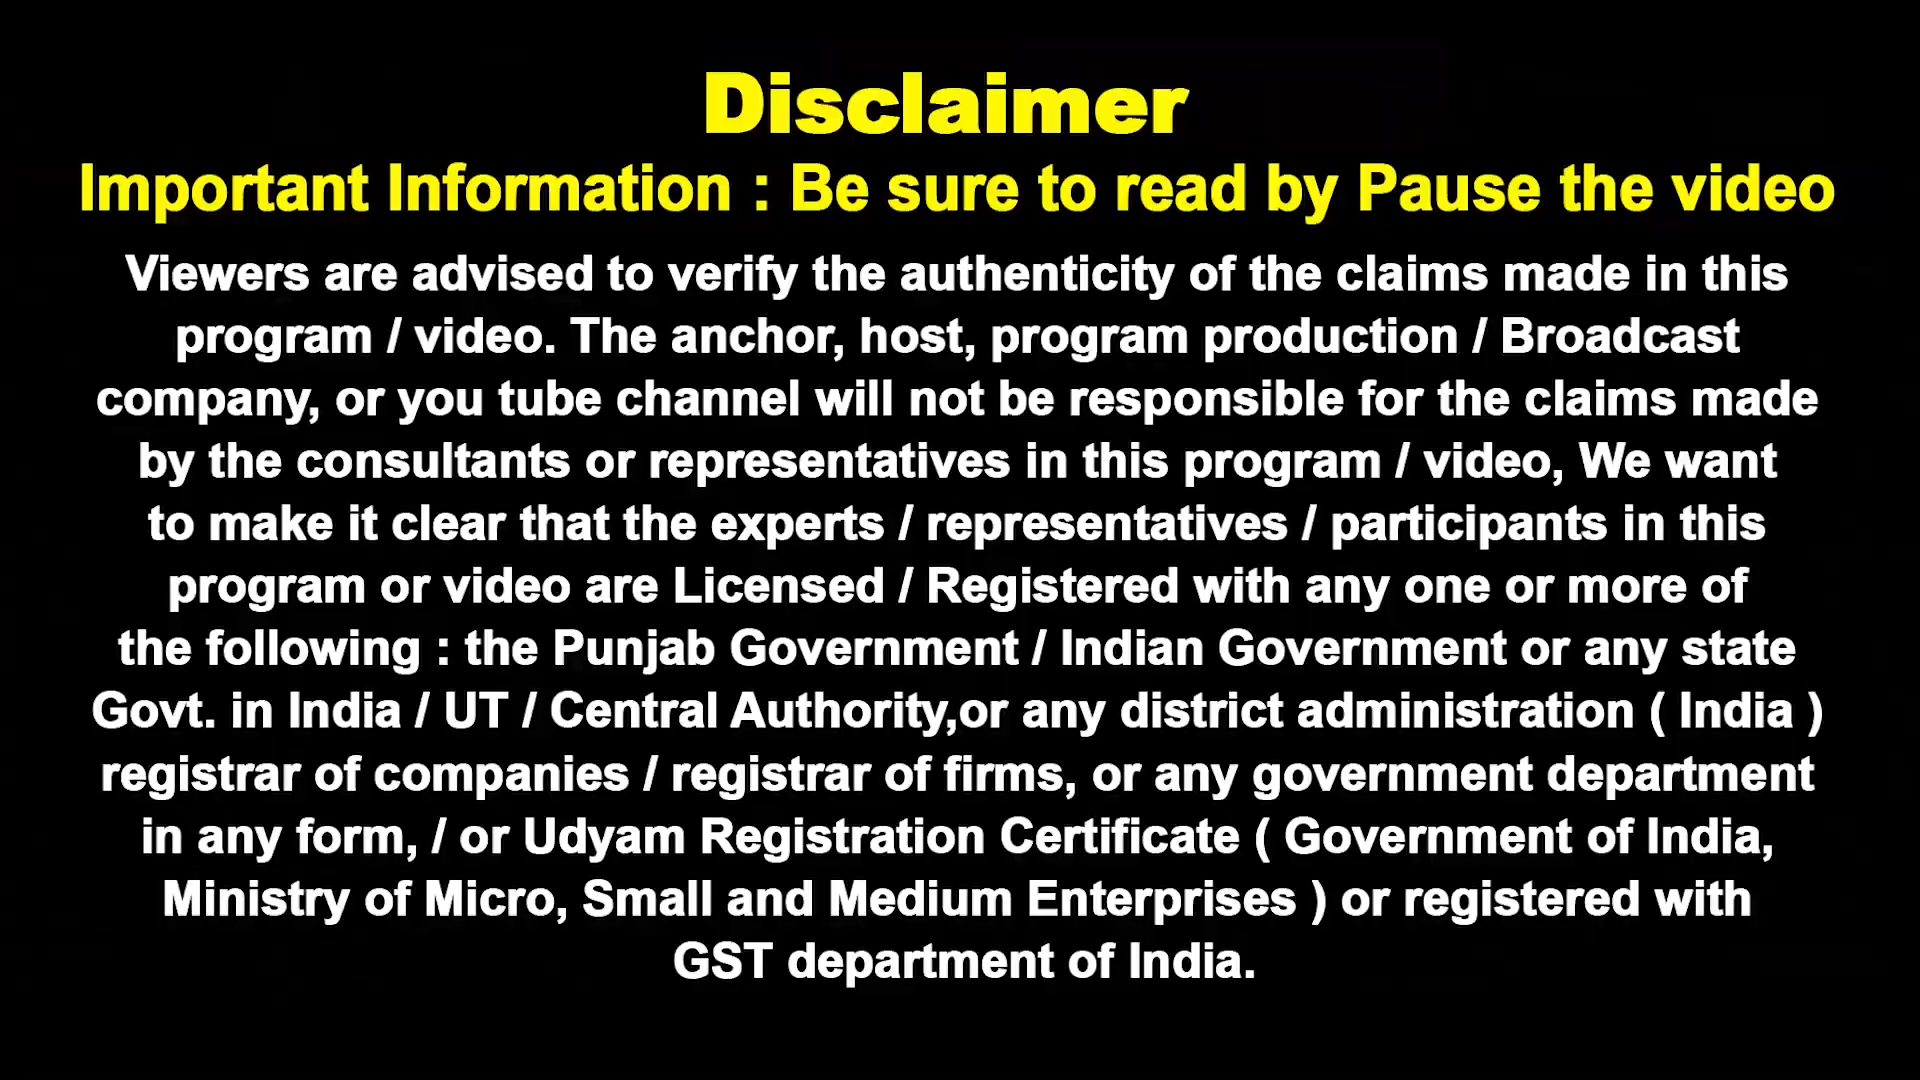 Disclaimer
Important Information : Be sure to read by Pause the video
Viewers are advised to verify the authenticity of the claims made in this
program / video. The anchor, host, program production / Broadcast
company, or you tube channel will not be responsible for the claims made
by the consultants or representatives in this program / video, We want
to make it clear that the experts / representatives / participants in this
program or video are Licensed / Registered with any one or more of
the following : the Punjab Government / Indian Government or any state
Govt. in India / UT / Central Authority,or any district administration ( India )
registrar of companies / registrar of firms, or any government department
in any form, / or Udyam Registration Certificate ( Government of India,
Ministry of Micro, Small and Medium Enterprises ) or registered with
GST department of India.